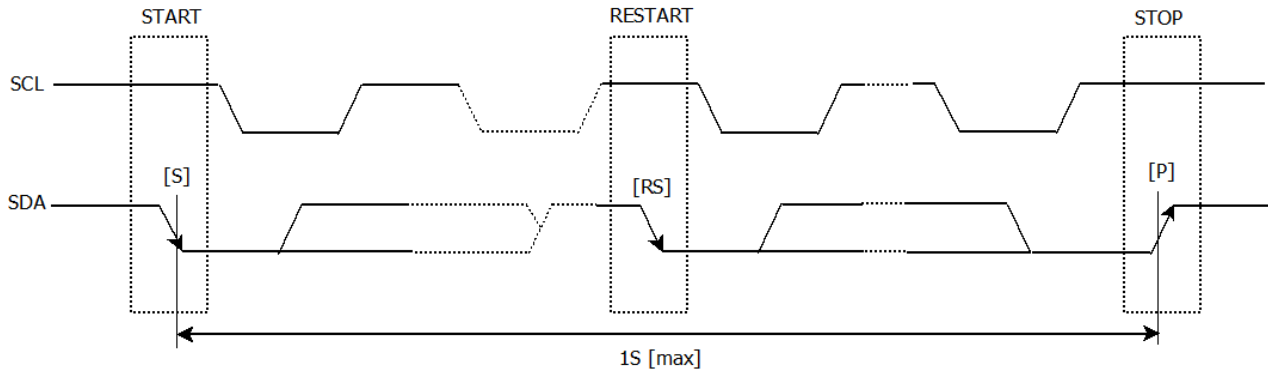 START RESTART STOP
SCL
[S] [RS] [P]
SDA
1S [max]